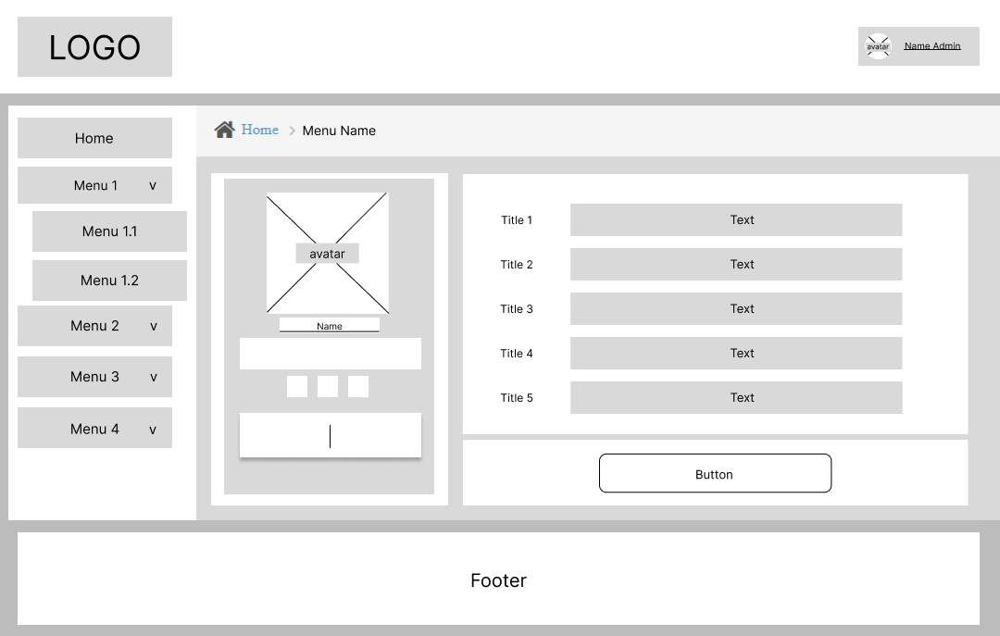 LOGO
avatar
Name Admin
Home
Menu 1 v
Menu 1.1
Menu 1.2
Menu 2 v
Menu 3 v
Menu 4 v
Home > Menu Name
avatar
Name
Title 1 Text
Title 2 Text
Title 3 Text
Title 4 Text
Title 5 Text
Button
Footer